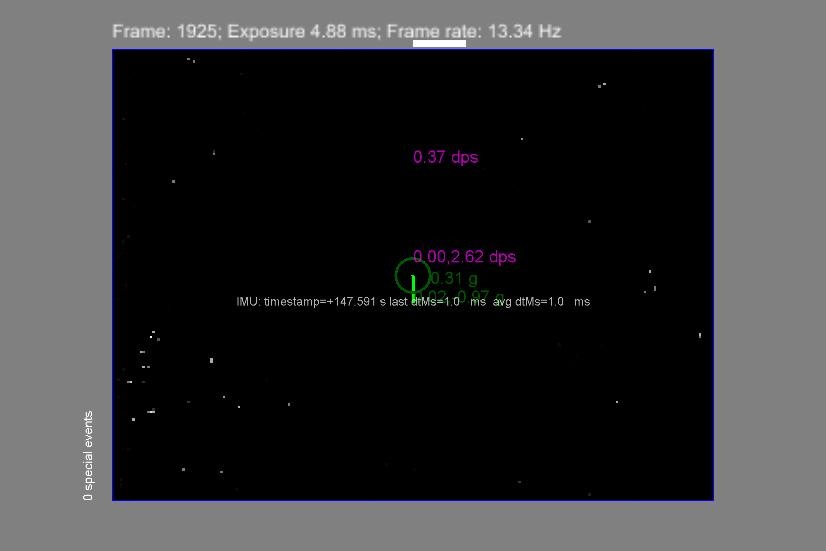 Frame: 1925; Exposure 4.88 ms; Frame rate: 13.34 Hz
0.37 dps
0.00,2.62 dps
0.31 g
IMU: timestamp=+147.591 s last dtMs=1.0 ms avg dtMs=1.0 ms
0 special events